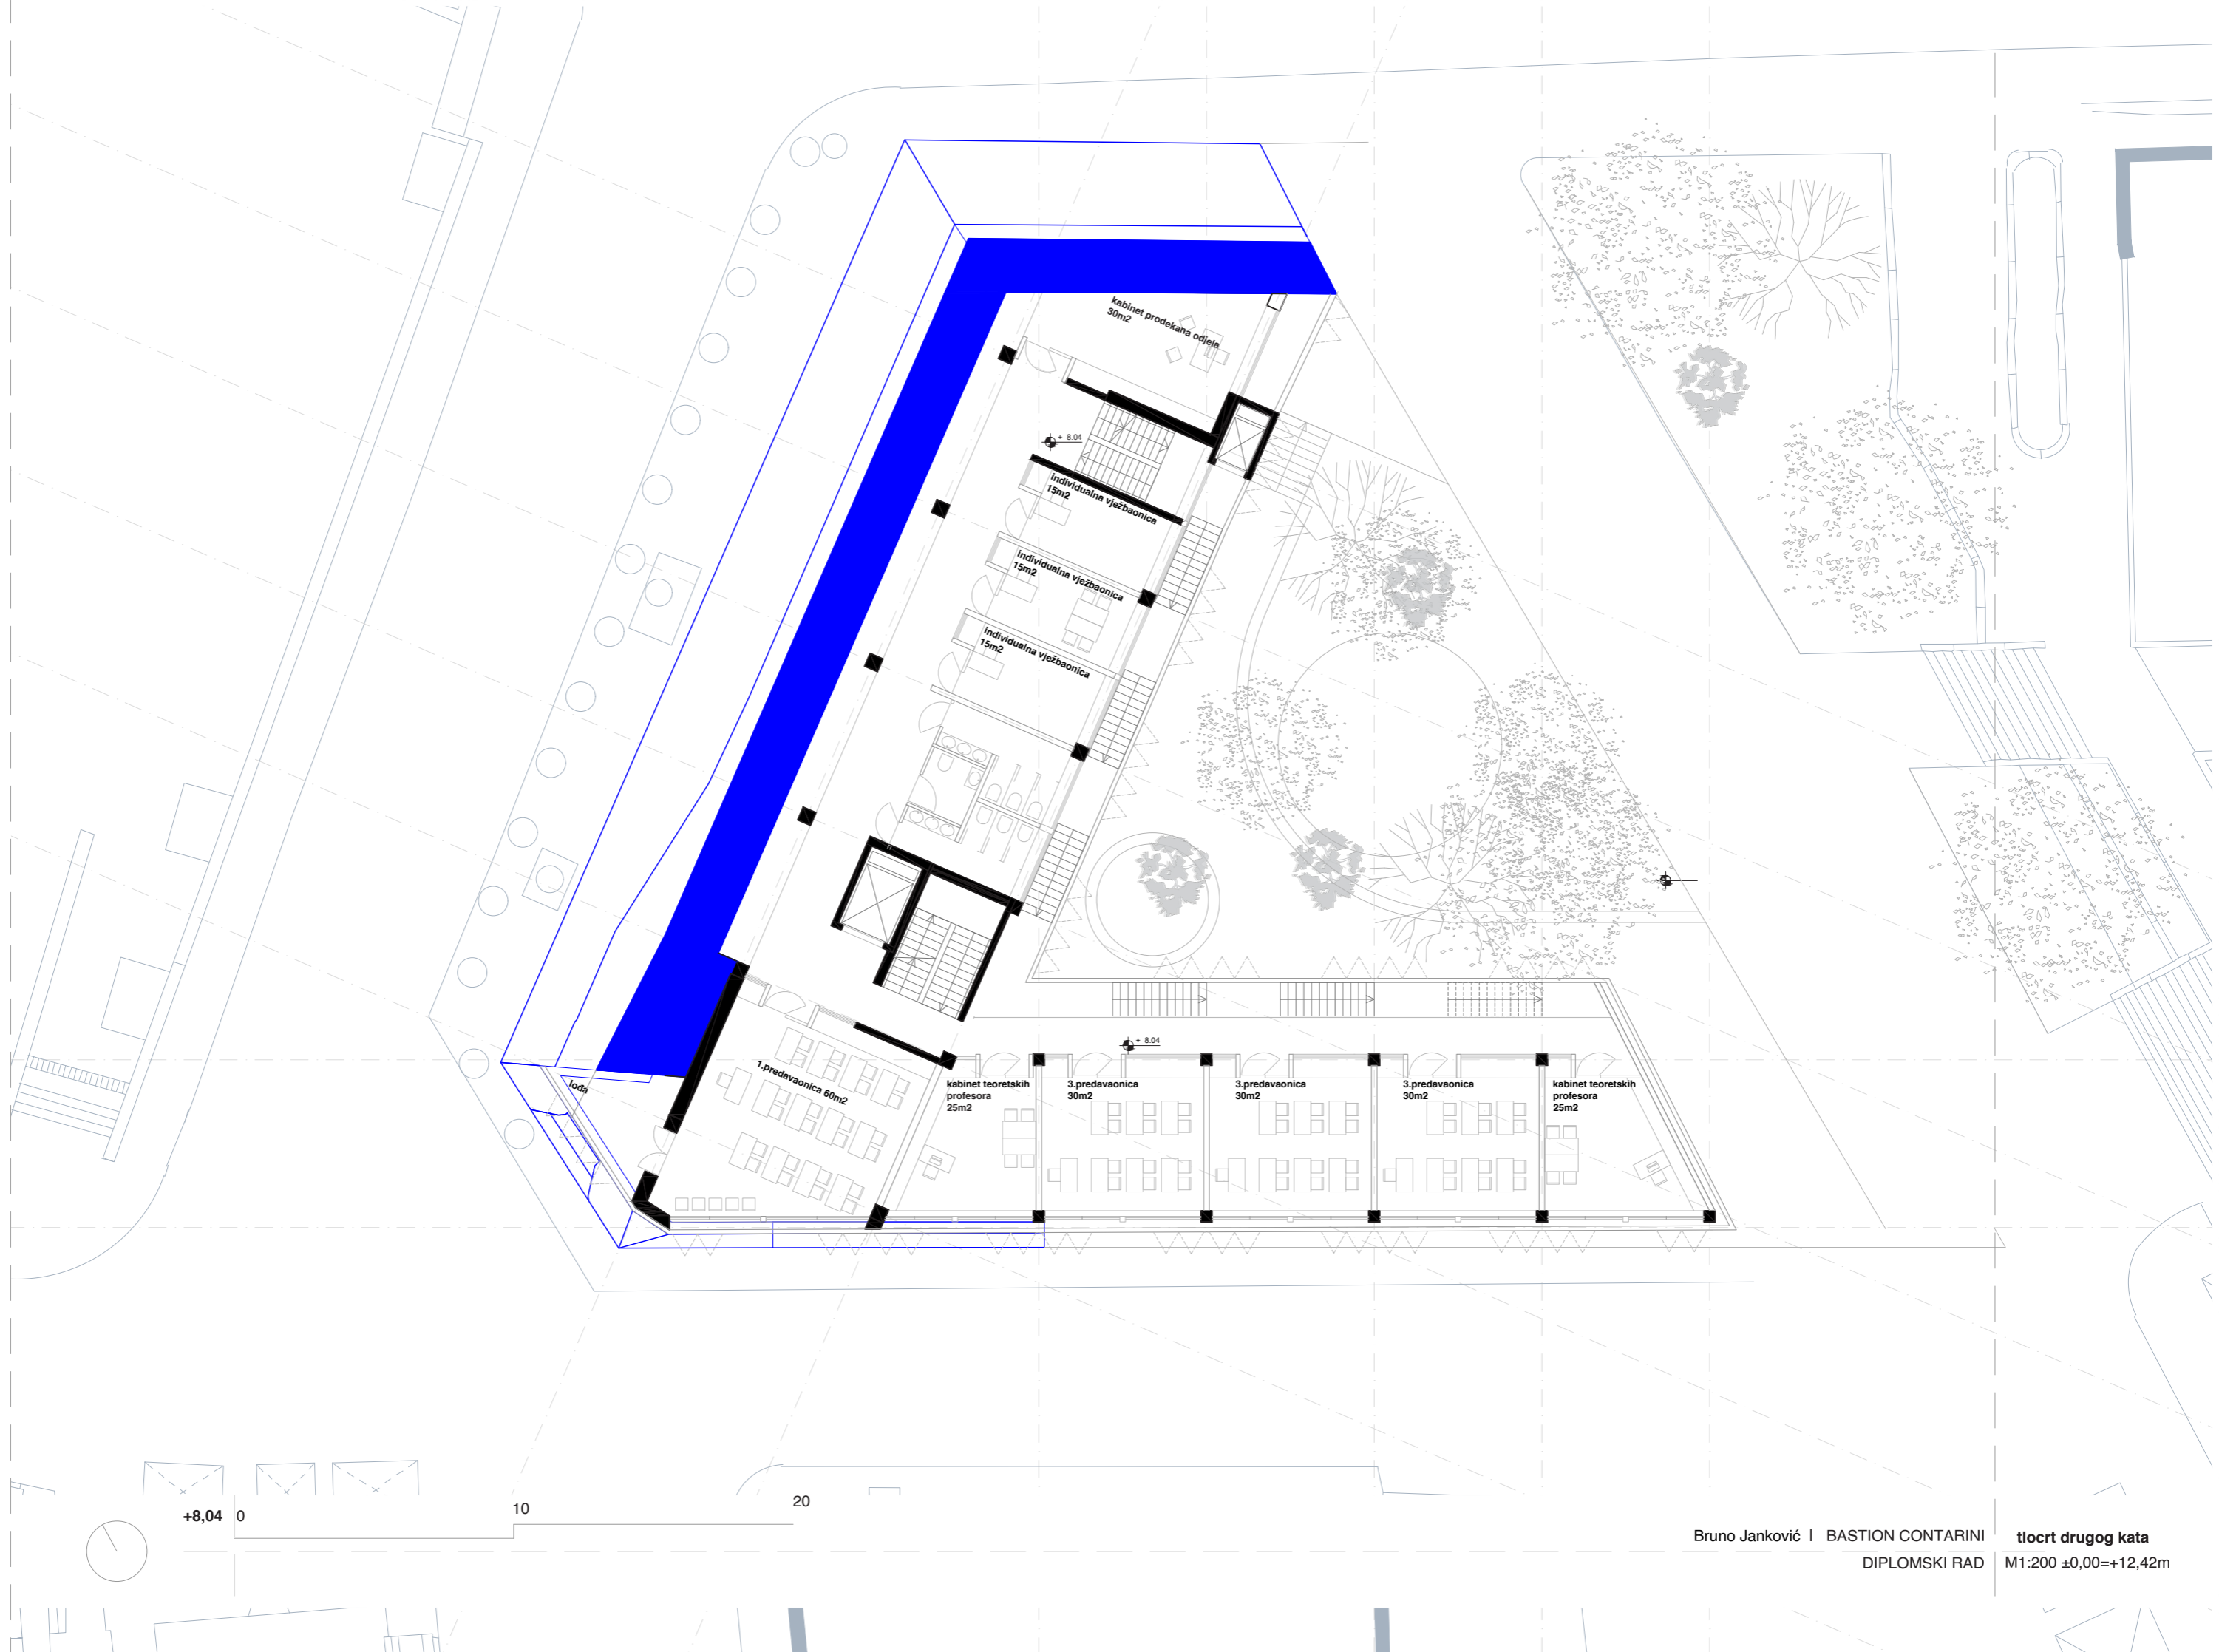 kabinet prodekana odjela
30m2
+ 8.04
individualna vježbaonica
15m2
individualna vježbaonica
15m2
individualna vježbaonica
15m2
lođa
1.predavaonica 60m2
+ 8.04
kabinet teoretskih
profesora
25m2
3.predavaonica
30m2
3.predavaonica
30m2
3.predavaonica
30m2
kabinet teoretskih
profesora
25m2
+8,04
0
10
20
Bruno Janković | BASTION CONTARINI
DIPLOMSKI RAD
tlocrt drugog kata
M1:200 ±0,00=+12,42m